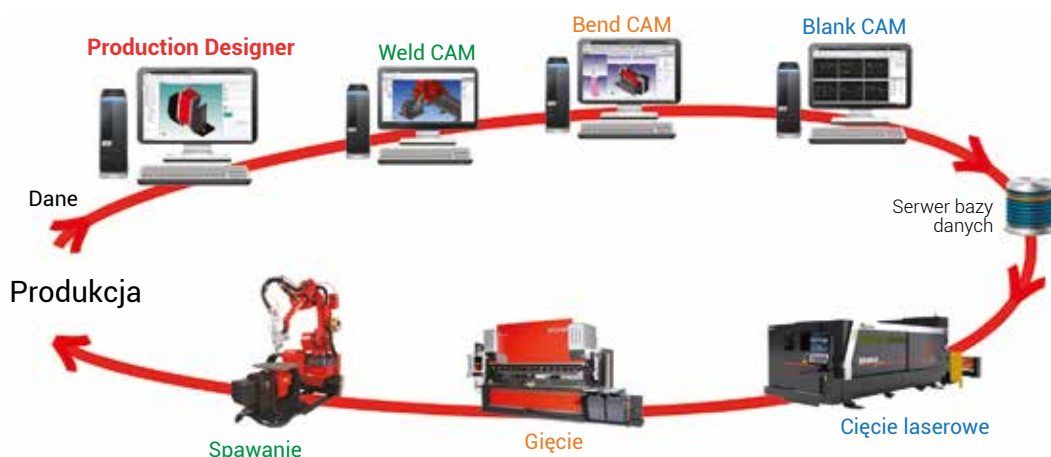 Production Designer
Weld CAM
Bend CAM
Blank CAM
Dane
Serwer bazy
danych
Produkcja
Spawanie
Gięcie
Cięcie laserowe